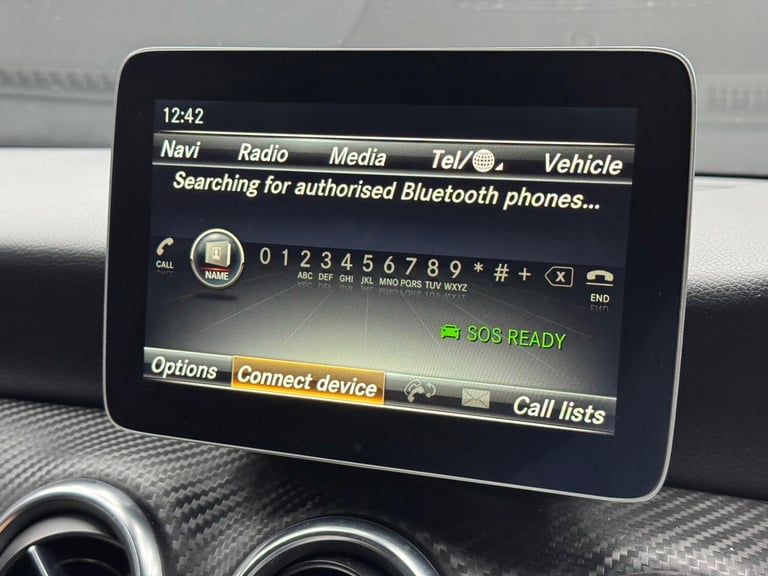 12:42
Navi Radio Media Tel/ Vehicle
Searching for authorised Bluetooth phones...
CALL NAME 0 1 2 3 4 5 6 7 8 9 * # + X END
ABC DEF GHI JKL MNO PQRS TUV WXYZ
SOS READY
Options Connect device Call lists